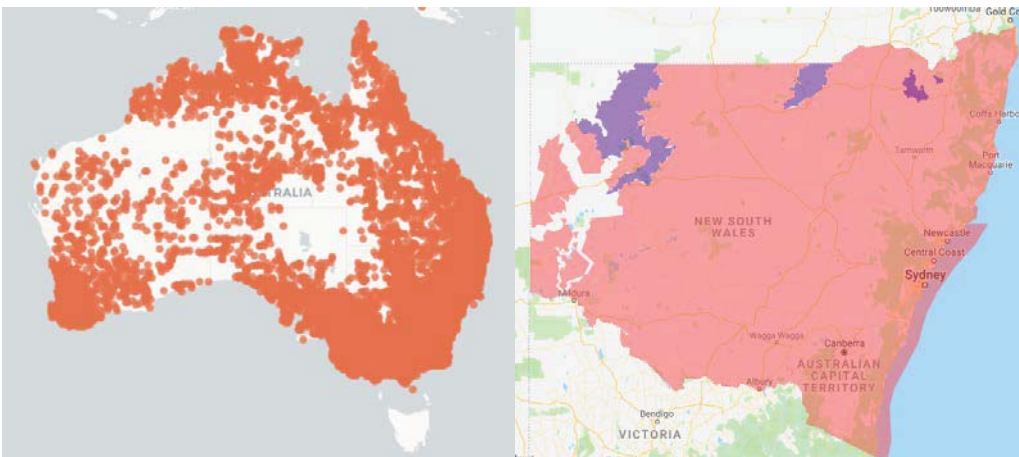 TRALIA
Toowoomba
Gold Co
Coffs Harbo
Tamworth
Port
Macquarie
NEW SOUTH
WALES
Newcastle
Central Coast
Sydney
Mildura
Wagga Wagga
Canberra
AUSTRALIAN
CAPITAL
TERRITORY
Albury
Bendigo
VICTORIA